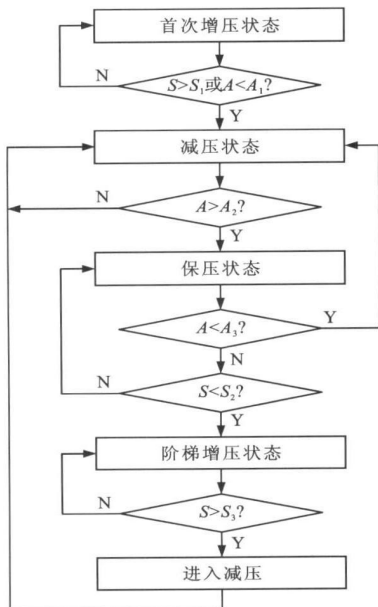 首次增压状态
N
S>S₁或A<A₁?
Y
减压状态
N
A>A₂?
Y
保压状态
A<A₃?
Y
N
N
S<S₂?
Y
阶梯增压状态
N
S>S₃?
Y
进入减压